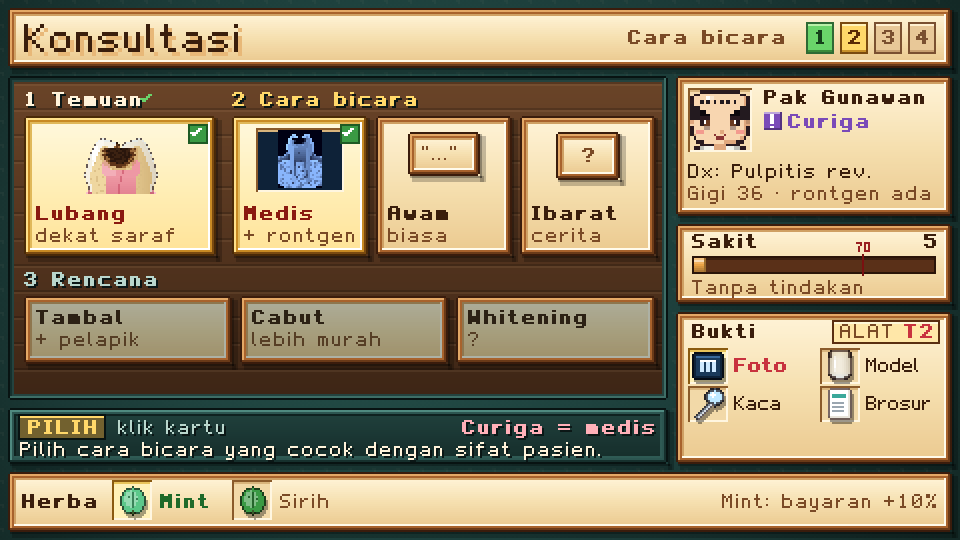 Konsultasi
Cara bicara 1 2 3 4
1 Temuan
2 Cara bicara
Lubang
dekat saraf
Medis
+ rontgen
"..."
Awam
biasa
?
Ibarat
cerita
3 Rencana
Tambal
+ pelapik
Cabut
lebih murah
Whitening
?
PILIH klik kartu
Curiga = medis
Pilih cara bicara yang cocok dengan sifat pasien.
Pak Gunawan
! Curiga
Dx: Pulpitis rev.
Gigi 36 · rontgen ada
Sakit 5
70
Tanpa tindakan
Bukti ALAT T2
Foto
Model
Kaca
Brosur
Herba Mint Sirih
Mint: bayaran +10%